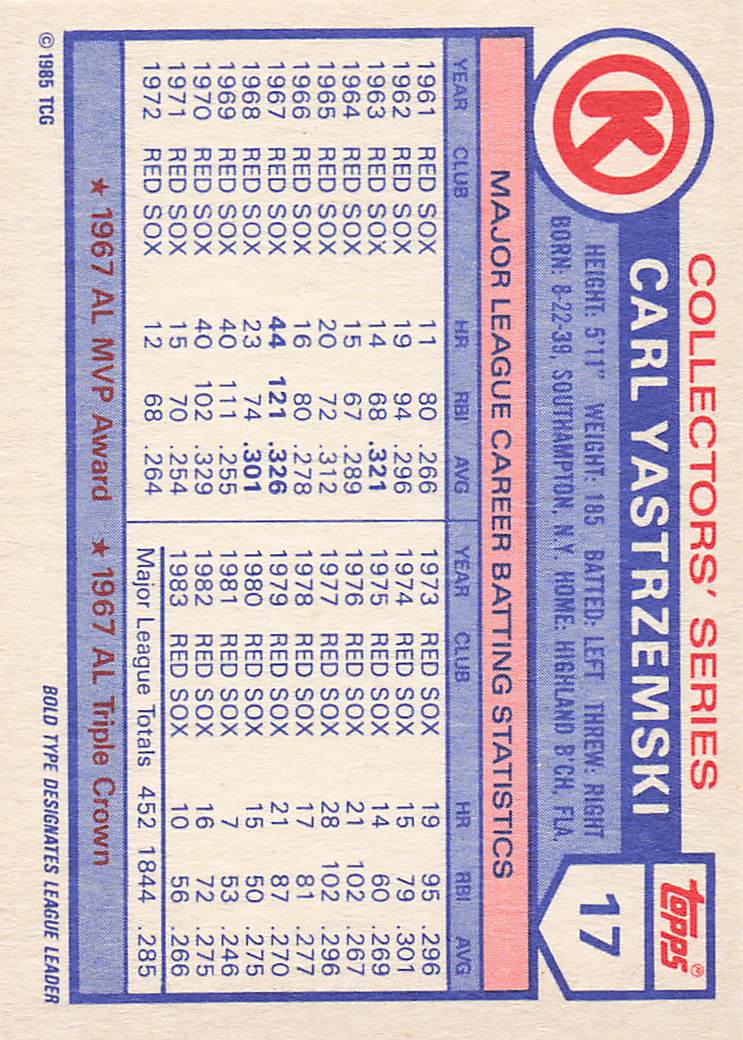 COLLECTORS' SERIES
K
CARL YASTRZEMSKI
topps®
17
HEIGHT: 5'11" WEIGHT: 185 BATTED: LEFT THREW: RIGHT
BORN: 8-22-39, SOUTHAMPTON, N.Y. HOME: HIGHLAND B'CH, FLA.
MAJOR LEAGUE CAREER BATTING STATISTICS
YEAR CLUB HR RBI AVG
1961 RED SOX 11 80 .266
1962 RED SOX 19 94 .296
1963 RED SOX 14 68 .321
1964 RED SOX 15 67 .289
1965 RED SOX 20 72 .312
1966 RED SOX 16 80 .278
1967 RED SOX 44 121 .326
1968 RED SOX 23 74 .301
1969 RED SOX 40 111 .255
1970 RED SOX 40 102 .329
1971 RED SOX 15 70 .254
1972 RED SOX 12 68 .264
YEAR CLUB HR RBI AVG
1973 RED SOX 19 95 .296
1974 RED SOX 15 79 .301
1975 RED SOX 14 60 .269
1976 RED SOX 21 102 .267
1977 RED SOX 28 102 .296
1978 RED SOX 17 81 .277
1979 RED SOX 21 87 .270
1980 RED SOX 15 50 .275
1981 RED SOX 7 53 .246
1982 RED SOX 16 72 .275
1983 RED SOX 10 56 .266
Major League Totals 452 1844 .285
★ 1967 AL MVP Award ★ 1967 AL Triple Crown
© 1985 TCG
BOLD TYPE DESIGNATES LEAGUE LEADER